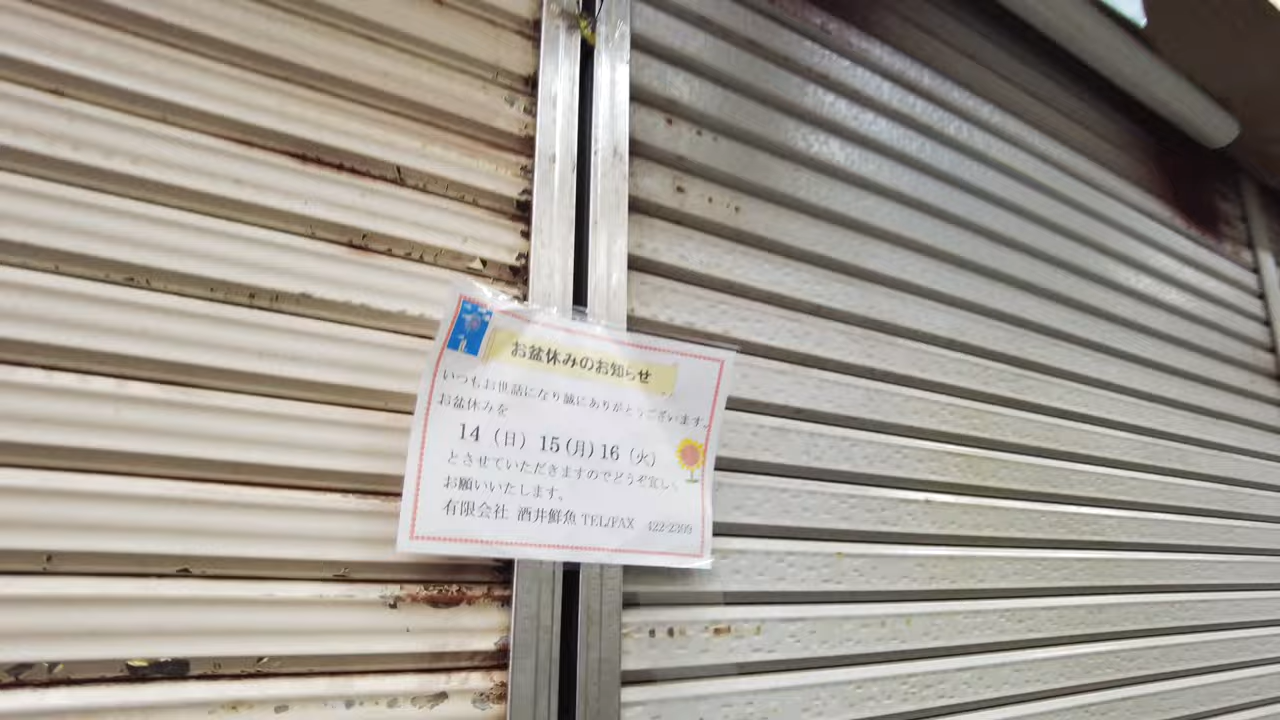 お盆休みのお知らせ
いつもお世話になり誠にありがとうございます。
お盆休みを
14（日）15（月）16（火）
とさせていただきますのでどうぞ宜しく
お願いいたします。
有限会社 酒井鮮魚 TEL/FAX 422-2399